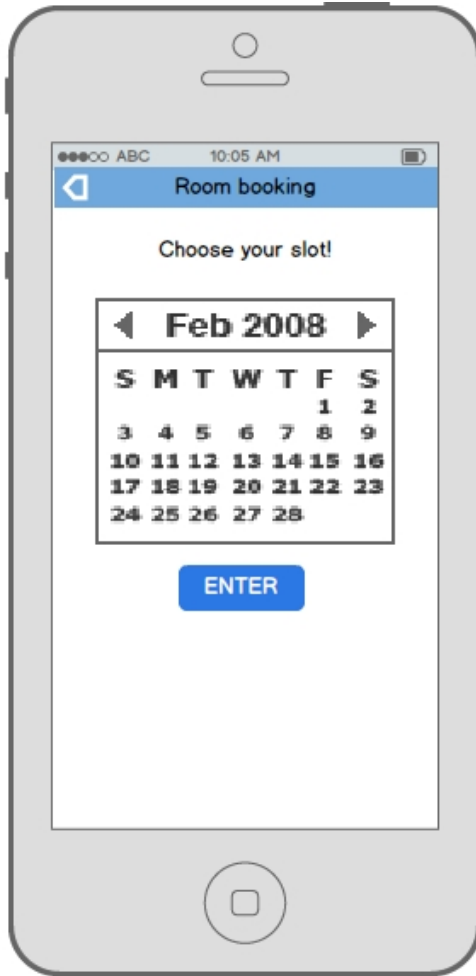 ABC 10:05 AM
Room booking
Choose your slot!
Feb 2008
S M T W T F S
1 2
3 4 5 6 7 8 9
10 11 12 13 14 15 16
17 18 19 20 21 22 23
24 25 26 27 28
ENTER